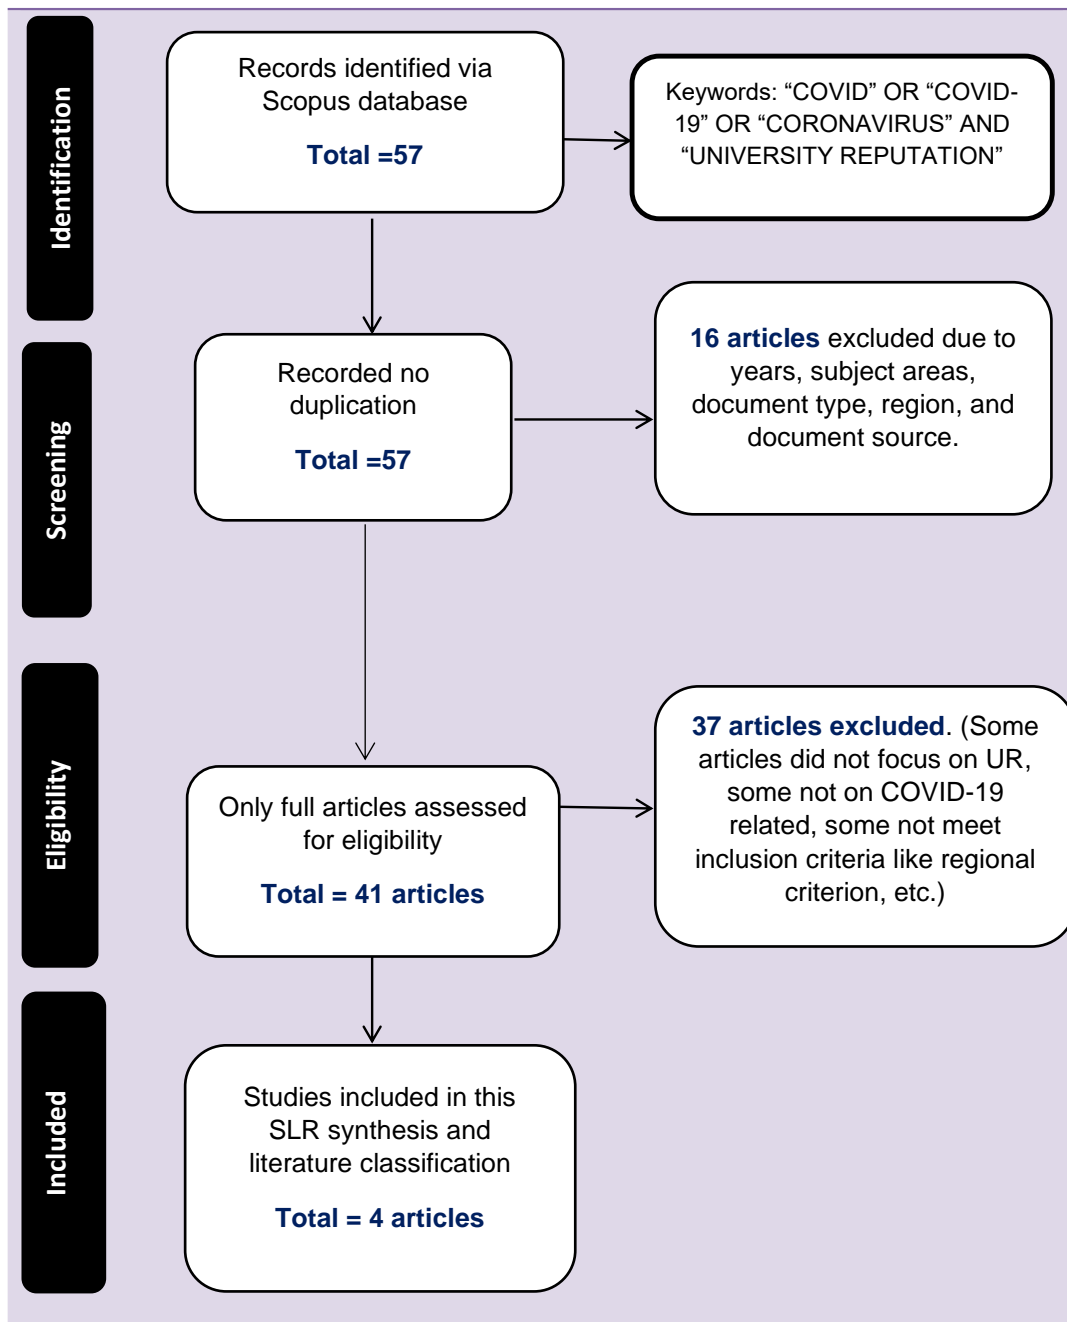 Identification
Records identified via
Scopus database
Total =57
Keywords: “COVID” OR “COVID-
19” OR “CORONAVIRUS” AND
“UNIVERSITY REPUTATION”
Screening
Recorded no
duplication
Total =57
16 articles excluded due to
years, subject areas,
document type, region, and
document source.
Eligibility
Only full articles assessed
for eligibility
Total = 41 articles
37 articles excluded. (Some
articles did not focus on UR,
some not on COVID-19
related, some not meet
inclusion criteria like regional
criterion, etc.)
Included
Studies included in this
SLR synthesis and
literature classification
Total = 4 articles